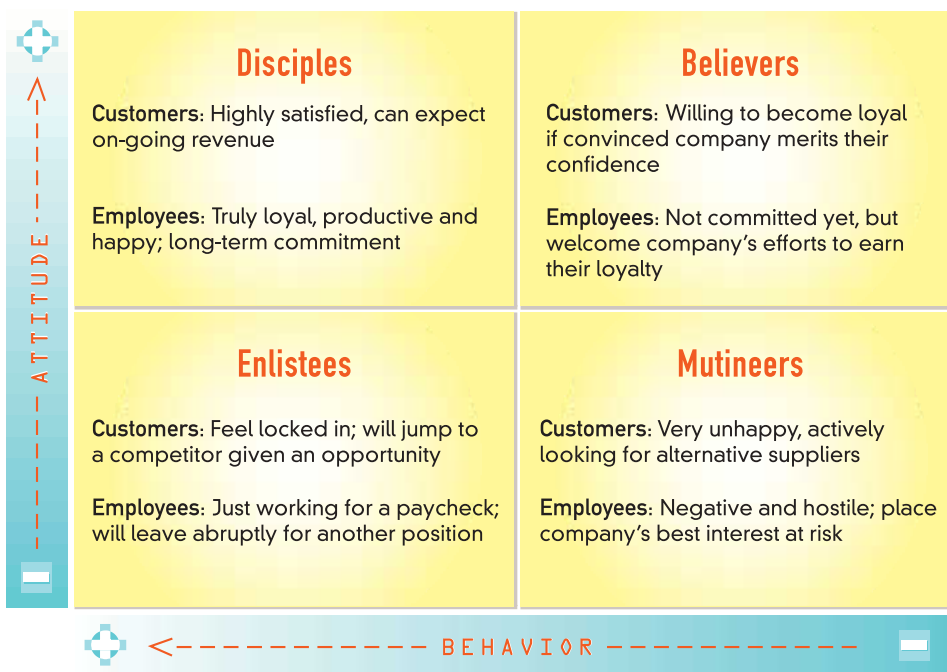 Disciples
Customers: Highly satisfied, can expect
on-going revenue
Employees: Truly loyal, productive and
happy; long-term commitment
Believers
Customers: Willing to become loyal
if convinced company merits their
confidence
Employees: Not committed yet, but
welcome company's efforts to earn
their loyalty
Enlistees
Customers: Feel locked in; will jump to
a competitor given an opportunity
Employees: Just working for a paycheck;
will leave abruptly for another position
Mutineers
Customers: Very unhappy, actively
looking for alternative suppliers
Employees: Negative and hostile; place
company's best interest at risk
ATTITUDE
BEHAVIOR